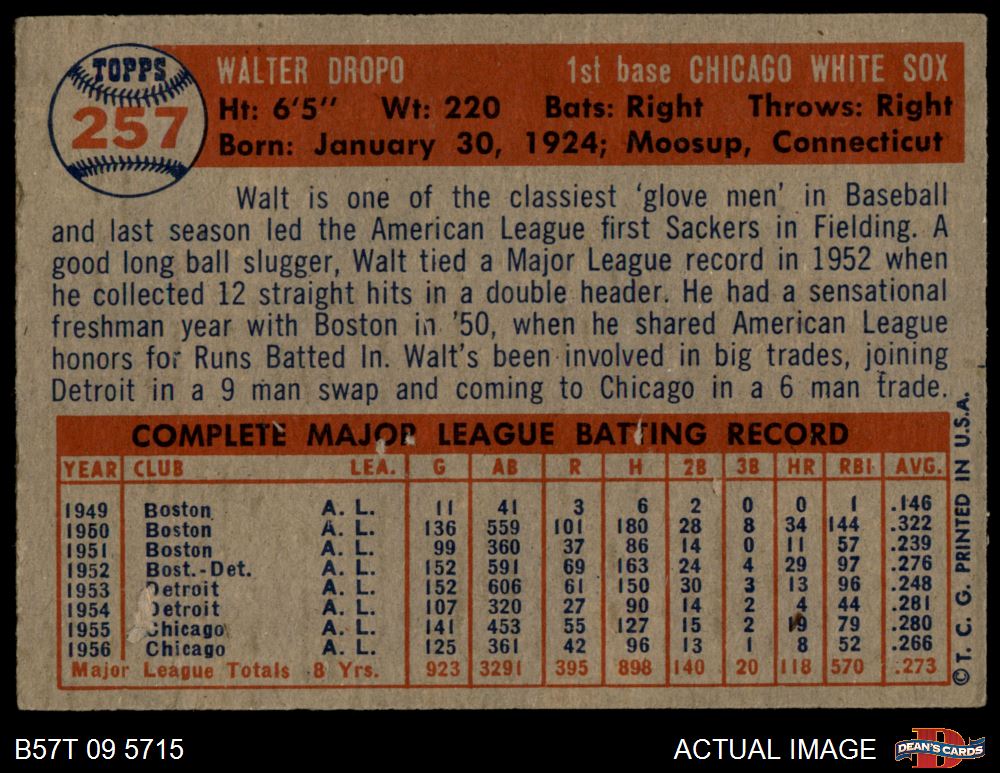 TOPPS
257
WALTER DROPO 1st base CHICAGO WHITE SOX
Ht: 6'5" Wt: 220 Bats: Right Throws: Right
Born: January 30, 1924; Moosup, Connecticut
Walt is one of the classiest 'glove men' in Baseball
and last season led the American League first Sackers in Fielding. A
good long ball slugger, Walt tied a Major League record in 1952 when
he collected 12 straight hits in a double header. He had a sensational
freshman year with Boston in '50, when he shared American League
honors for Runs Batted In. Walt's been involved in big trades, joining
Detroit in a 9 man swap and coming to Chicago in a 6 man trade.
COMPLETE MAJOR LEAGUE BATTING RECORD
YEAR CLUB LEA. G AB R H 2B 3B HR RBI AVG.
1949 Boston A. L. 11 41 3 6 2 0 0 1 .146
1950 Boston A. L. 136 559 101 180 28 8 34 144 .322
1951 Boston A. L. 99 360 37 86 14 0 11 57 .239
1952 Bost.-Det. A. L. 152 591 69 163 24 4 29 97 .276
1953 Detroit A. L. 152 606 61 150 30 3 13 96 .248
1954 Detroit A. L. 107 320 27 90 14 2 4 44 .281
1955 Chicago A. L. 141 453 55 127 15 2 19 79 .280
1956 Chicago A. L. 125 361 42 96 13 1 8 52 .266
Major League Totals 8 Yrs. 923 3291 395 898 140 20 118 570 .273
© T. C. G. PRINTED IN U.S.A.
B57T 09 5715
ACTUAL IMAGE
DEAN'S CARDS